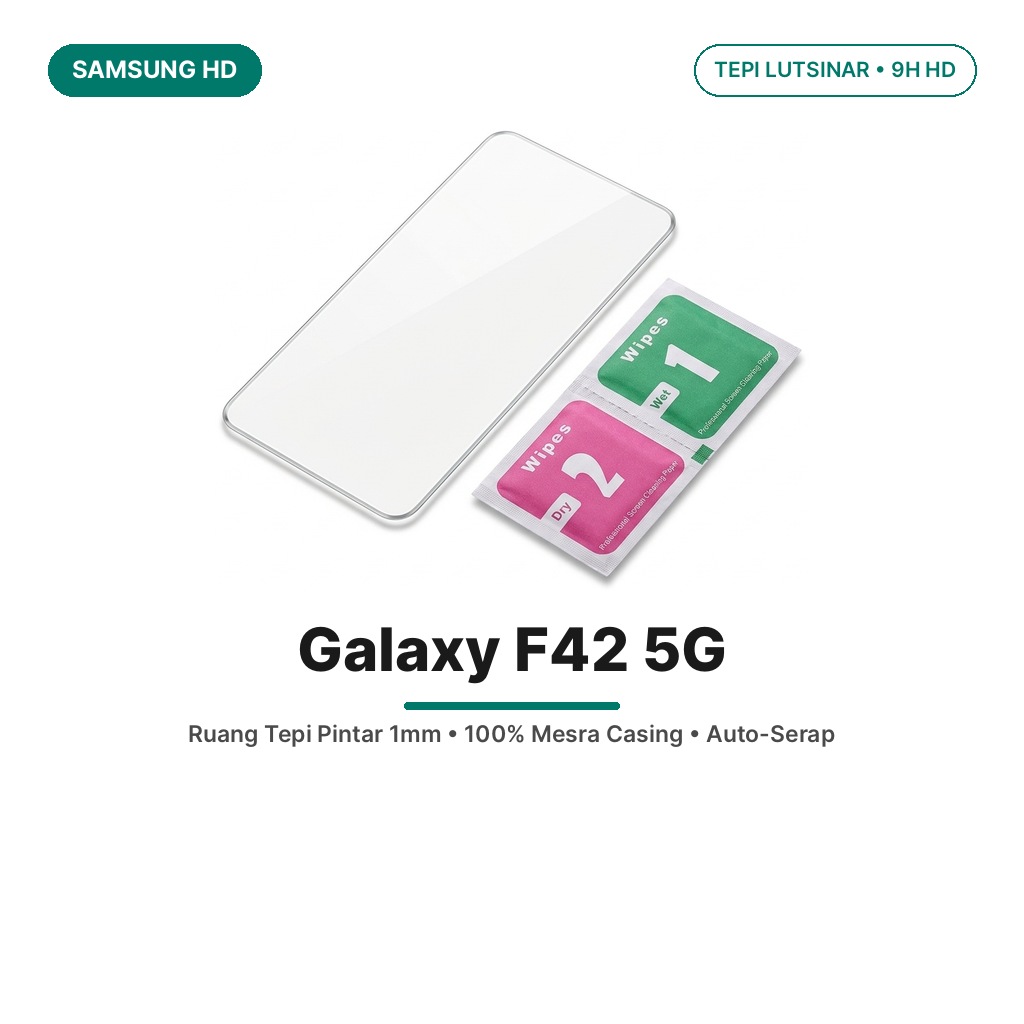 SAMSUNG HD
TEPI LUTSINAR • 9H HD
Wipes
1
Wet
Professional Screen Cleaning Paper
Wipes
2
Dry
Professional Screen Cleaning Paper
Galaxy F42 5G
Ruang Tepi Pintar 1mm • 100% Mesra Casing • Auto-Serap